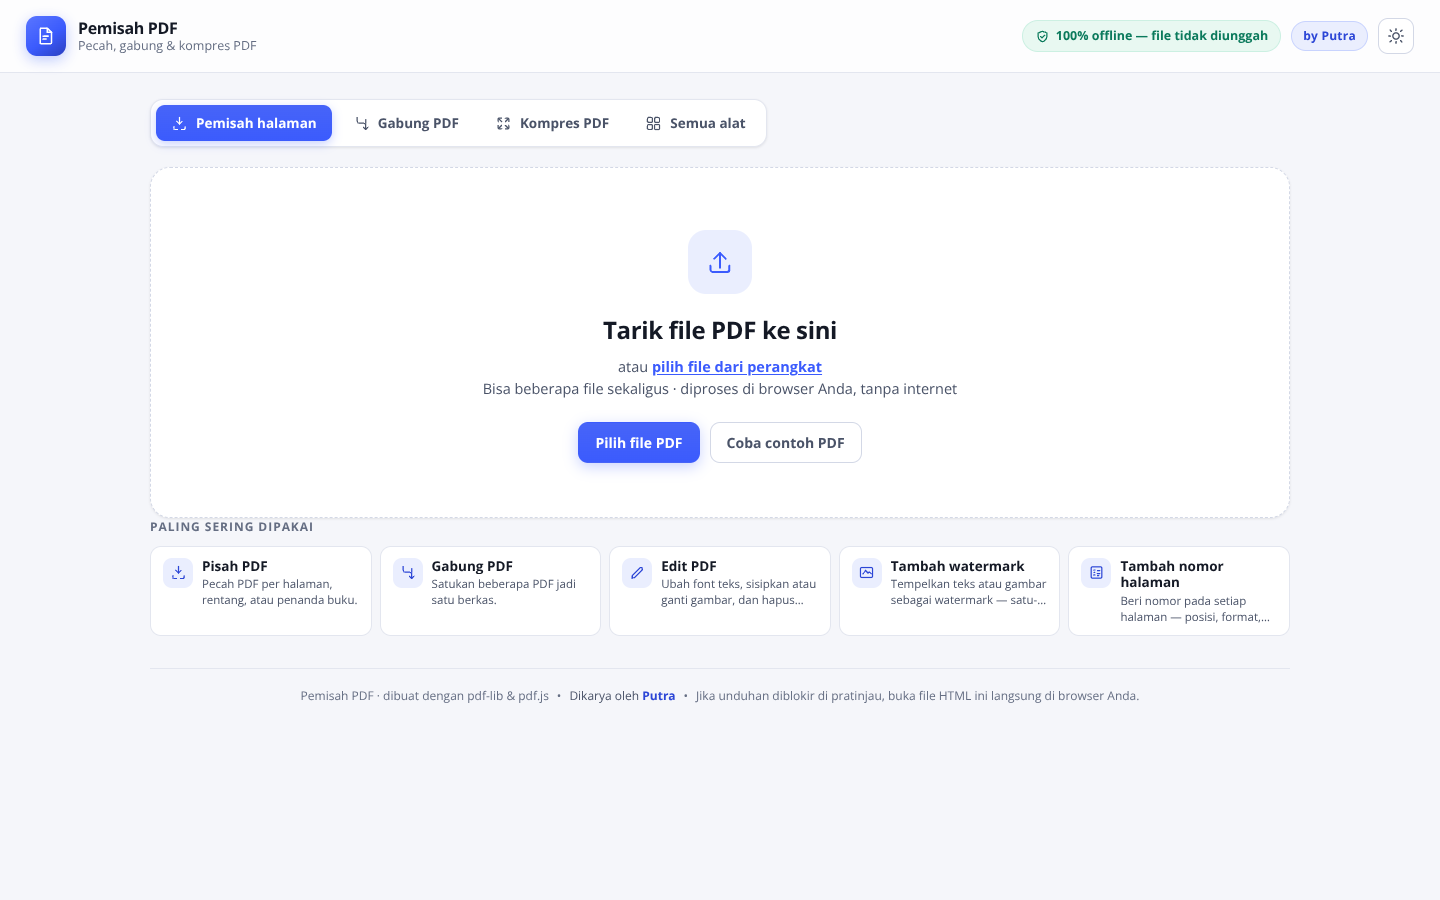 Pemisah PDF
Pecah, gabung & kompres PDF
100% offline — file tidak diunggah
by Putra
Pemisah halaman
Gabung PDF
Kompres PDF
Semua alat
Tarik file PDF ke sini
atau pilih file dari perangkat
Bisa beberapa file sekaligus · diproses di browser Anda, tanpa internet
Pilih file PDF
Coba contoh PDF
PALING SERING DIPAKAI
Pisah PDF
Pecah PDF per halaman,
rentang, atau penanda buku.
Gabung PDF
Satukan beberapa PDF jadi
satu berkas.
Edit PDF
Ubah font teks, sisipkan atau
ganti gambar, dan hapus...
Tambah watermark
Tempelkan teks atau gambar
sebagai watermark — satu-...
Tambah nomor
halaman
Beri nomor pada setiap
halaman — posisi, format,...
Pemisah PDF · dibuat dengan pdf-lib & pdf.js • Dikarya oleh Putra • Jika unduhan diblokir di pratinjau, buka file HTML ini langsung di browser Anda.